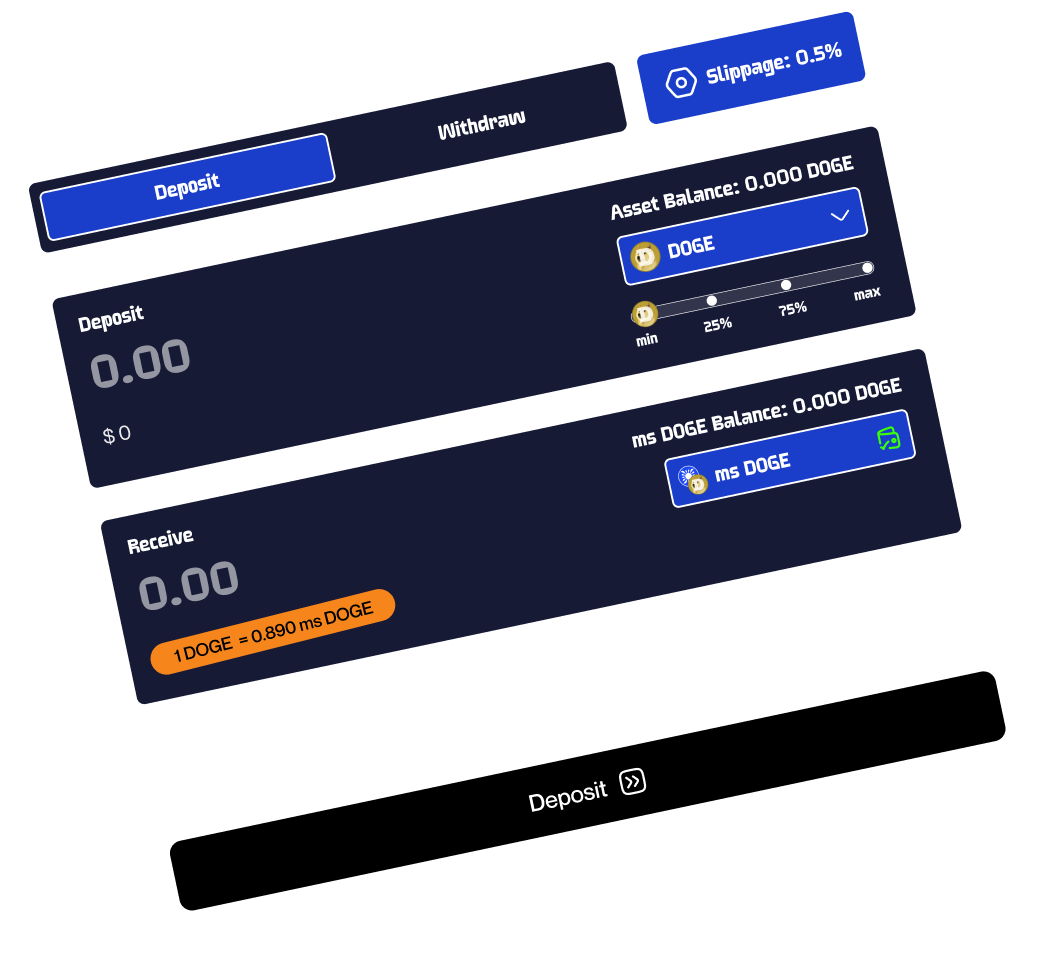 Slippage: 0.5%
Deposit
Withdraw
Deposit
0.00
$0
Asset Balance: 0.000 DOGE
DOGE
min 25% 75% max
Receive
0.00
1 DOGE = 0.890 ms DOGE
ms DOGE Balance: 0.000 DOGE
ms DOGE
Deposit